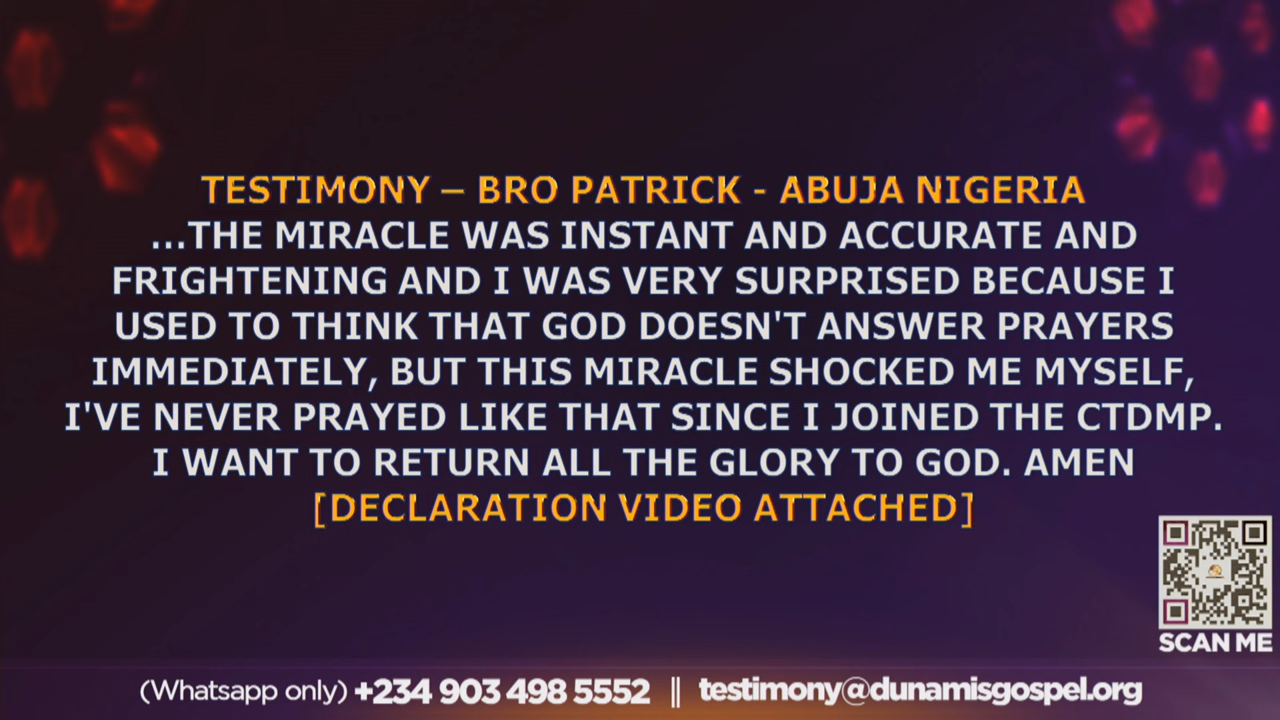 TESTIMONY – BRO PATRICK - ABUJA NIGERIA
...THE MIRACLE WAS INSTANT AND ACCURATE AND
FRIGHTENING AND I WAS VERY SURPRISED BECAUSE I
USED TO THINK THAT GOD DOESN'T ANSWER PRAYERS
IMMEDIATELY, BUT THIS MIRACLE SHOCKED ME MYSELF,
I'VE NEVER PRAYED LIKE THAT SINCE I JOINED THE CTDMP.
I WANT TO RETURN ALL THE GLORY TO GOD. AMEN
[DECLARATION VIDEO ATTACHED]
SCAN ME
(Whatsapp only) +234 903 498 5552 || testimony@dunamisgospel.org